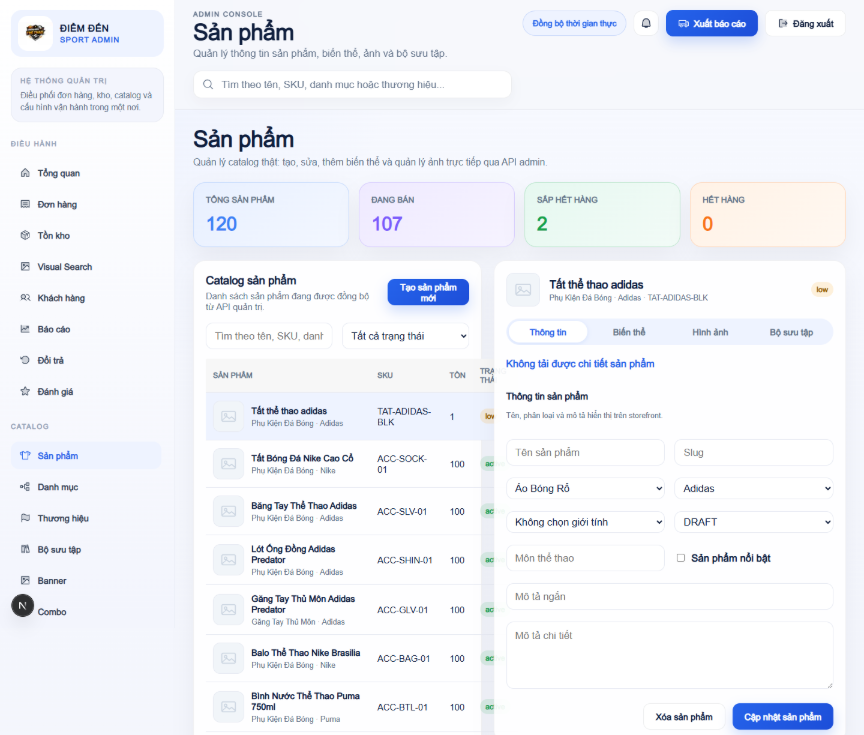 ĐIỂM ĐẾN
SPORT ADMIN
HỆ THỐNG QUẢN TRỊ
Điều phối đơn hàng, kho, catalog và
cấu hình vận hành trong một nơi.
ĐIỀU HÀNH
Tổng quan
Đơn hàng
Tồn kho
Visual Search
Khách hàng
Báo cáo
Đổi trả
Đánh giá
CATALOG
Sản phẩm
Danh mục
Thương hiệu
Bộ sưu tập
Banner
Combo
N
ADMIN CONSOLE
Sản phẩm
Quản lý thông tin sản phẩm, biến thể, ảnh và bộ sưu tập.
Đồng bộ thời gian thực
Xuất báo cáo
Đăng xuất
Tìm theo tên, SKU, danh mục hoặc thương hiệu...
Sản phẩm
Quản lý catalog thật: tạo, sửa, thêm biến thể và quản lý ảnh trực tiếp qua API admin.
TỔNG SẢN PHẨM
120
ĐANG BÁN
107
SẮP HẾT HÀNG
2
HẾT HÀNG
0
Catalog sản phẩm
Danh sách sản phẩm đang được đồng bộ
từ API quản trị.
Tạo sản phẩm
mới
Tìm theo tên, SKU, danh
Tất cả trạng thái
SẢN PHẨM SKU TỒN TRẠ
THÁ
Tất thể thao adidas
Phụ Kiện Đá Bóng · Adidas
TAT-ADIDAS-
BLK
1
low
Tất Bóng Đá Nike Cao Cổ
Phụ Kiện Đá Bóng · Nike
ACC-SOCK-
01
100
ac
Băng Tay Thể Thao Adidas
Phụ Kiện Đá Bóng · Adidas
ACC-SLV-01
100
ac
Lót Ống Đồng Adidas
Predator
Phụ Kiện Đá Bóng · Adidas
ACC-SHIN-01
100
ac
Găng Tay Thủ Môn Adidas
Predator
Găng Tay Thủ Môn · Adidas
ACC-GLV-01
100
ac
Balo Thể Thao Nike Brasilia
Phụ Kiện Đá Bóng · Nike
ACC-BAG-01
100
ac
Bình Nước Thể Thao Puma
750ml
Phụ Kiện Đá Bóng · Puma
ACC-BTL-01
100
ac
Tất thể thao adidas
Phụ Kiện Đá Bóng · Adidas · TAT-ADIDAS-BLK
low
Thông tin
Biến thể
Hình ảnh
Bộ sưu tập
Không tải được chi tiết sản phẩm
Thông tin sản phẩm
Tên, phân loại và mô tả hiển thị trên storefront.
Tên sản phẩm
Slug
Áo Bóng Rổ
Adidas
Không chọn giới tính
DRAFT
Môn thể thao
Sản phẩm nổi bật
Mô tả ngắn
Mô tả chi tiết
Xóa sản phẩm
Cập nhật sản phẩm